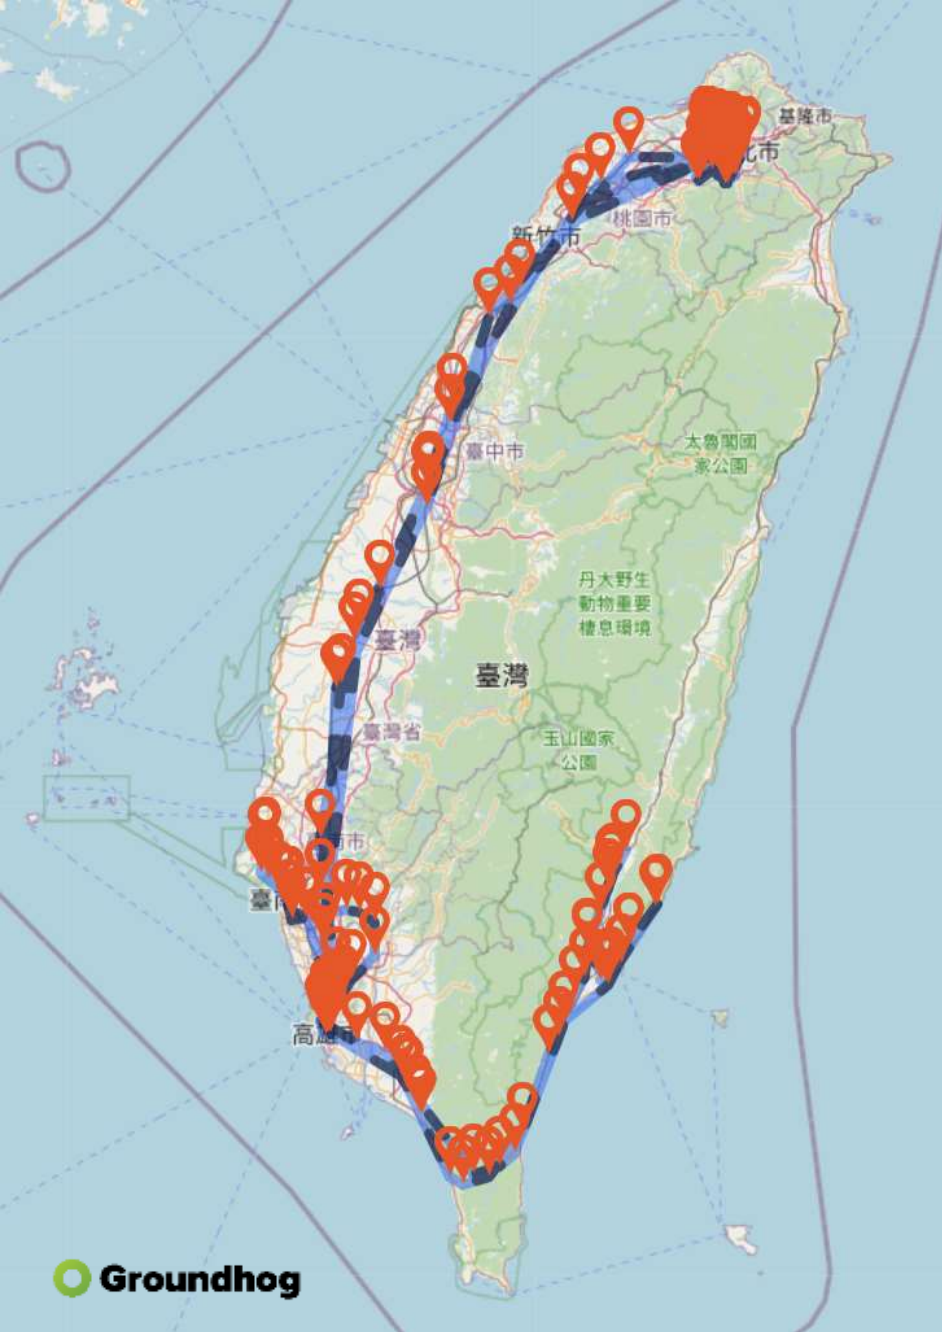 基隆市
北市
桃園市
新竹市
臺中市
太魯閣國
家公園
丹大野生
動物重要
棲息環境
臺灣
臺灣
臺灣省
玉山國家
公園
市
臺
高雄市
Groundhog